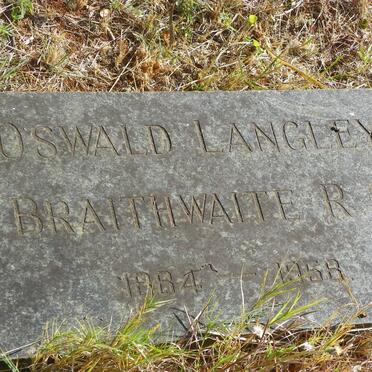 OSWALD LANGLEY
BRAITHWAITE R
1884 – 1958